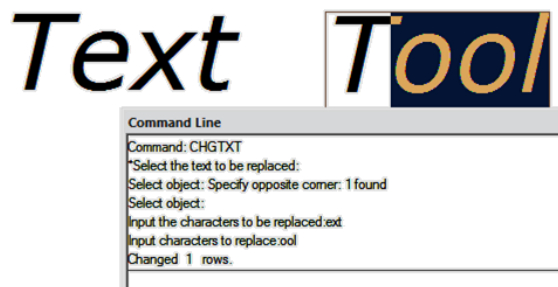 Text Tool
Command Line
Command: CHGTXT
*Select the text to be replaced:
Select object: Specify opposite corner: 1 found
Select object:
Input the characters to be replaced:ext
Input characters to replace:ool
Changed 1 rows.